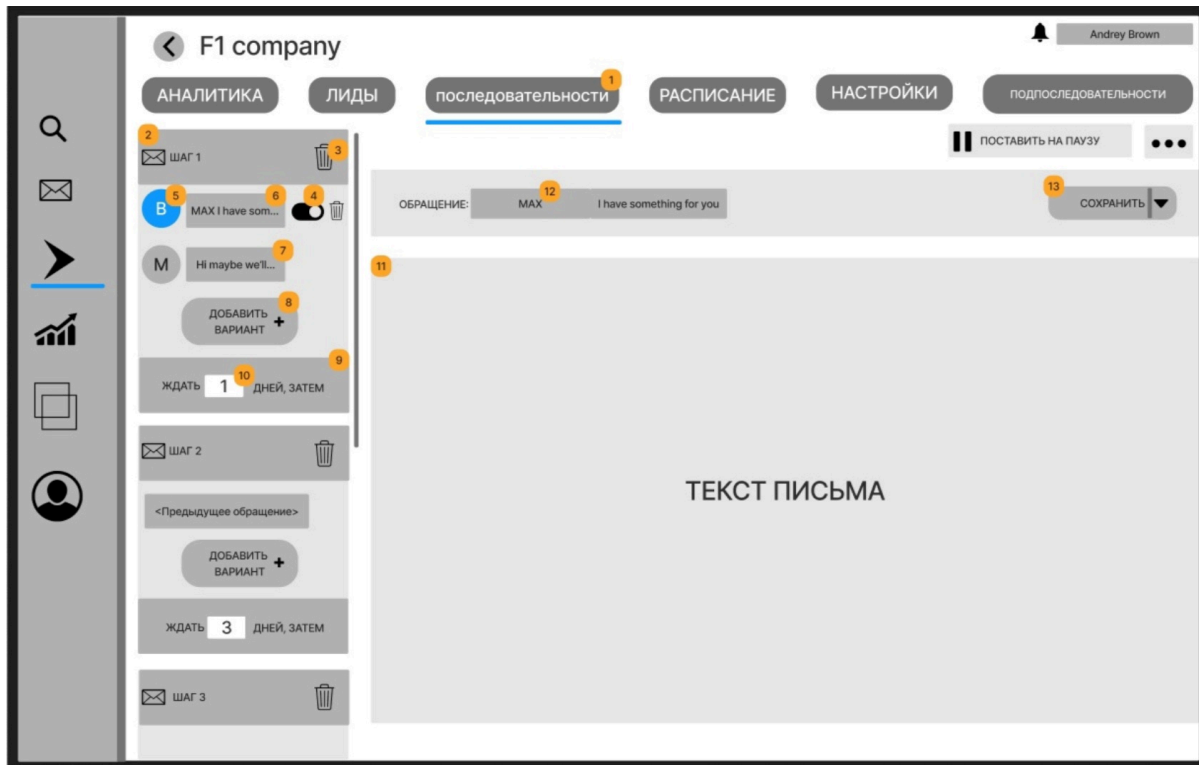 F1 company
Andrey Brown
АНАЛИТИКА
ЛИДЫ
последовательности
1
РАСПИСАНИЕ
НАСТРОЙКИ
ПОДПОСЛЕДОВАТЕЛЬНОСТИ
ПОСТАВИТЬ НА ПАУЗУ
2
ШАГ 1
3
B
5
MAX I have som...
6
4
M
Hi maybe we'll...
7
ДОБАВИТЬ
ВАРИАНТ +
8
9
ЖДАТЬ 1 ДНЕЙ, ЗАТЕМ
10
ШАГ 2
<Предыдущее обращение>
ДОБАВИТЬ
ВАРИАНТ +
ЖДАТЬ 3 ДНЕЙ, ЗАТЕМ
ШАГ 3
ОБРАЩЕНИЕ: MAX I have something for you
12
13
СОХРАНИТЬ
11
ТЕКСТ ПИСЬМА